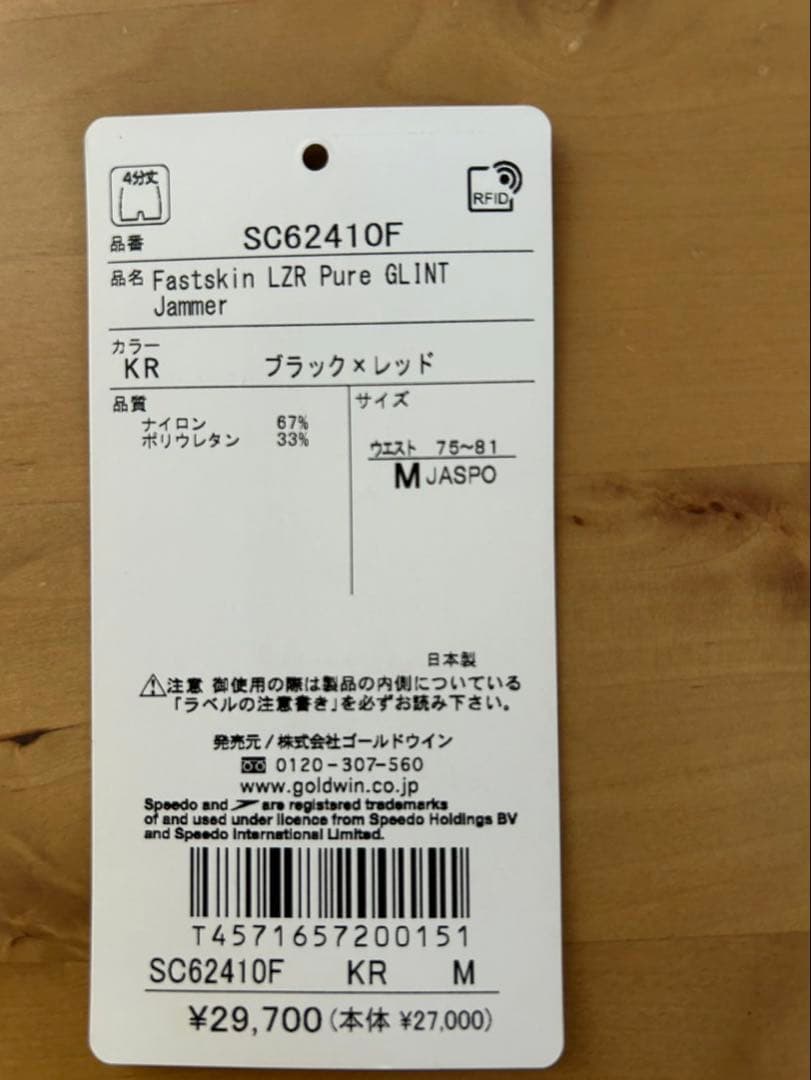 4分丈
RFID
品番 SC62410F
品名 Fastskin LZR Pure GLINT
Jammer
カラー
KR ブラック×レッド
品質
ナイロン 67%
ポリウレタン 33%
サイズ
ウエスト 75~81
M JASPO
日本製
⚠注意 御使用の際は製品の内側についている
「ラベルの注意書き」を必ずお読み下さい。
発売元/株式会社ゴールドウイン
0120-307-560
www.goldwin.co.jp
Speedo and are registered trademarks
of and used under licence from Speedo Holdings BV
and Speedo International Limited.
T4571657200151
SC62410F KR M
¥29,700(本体 ¥27,000)